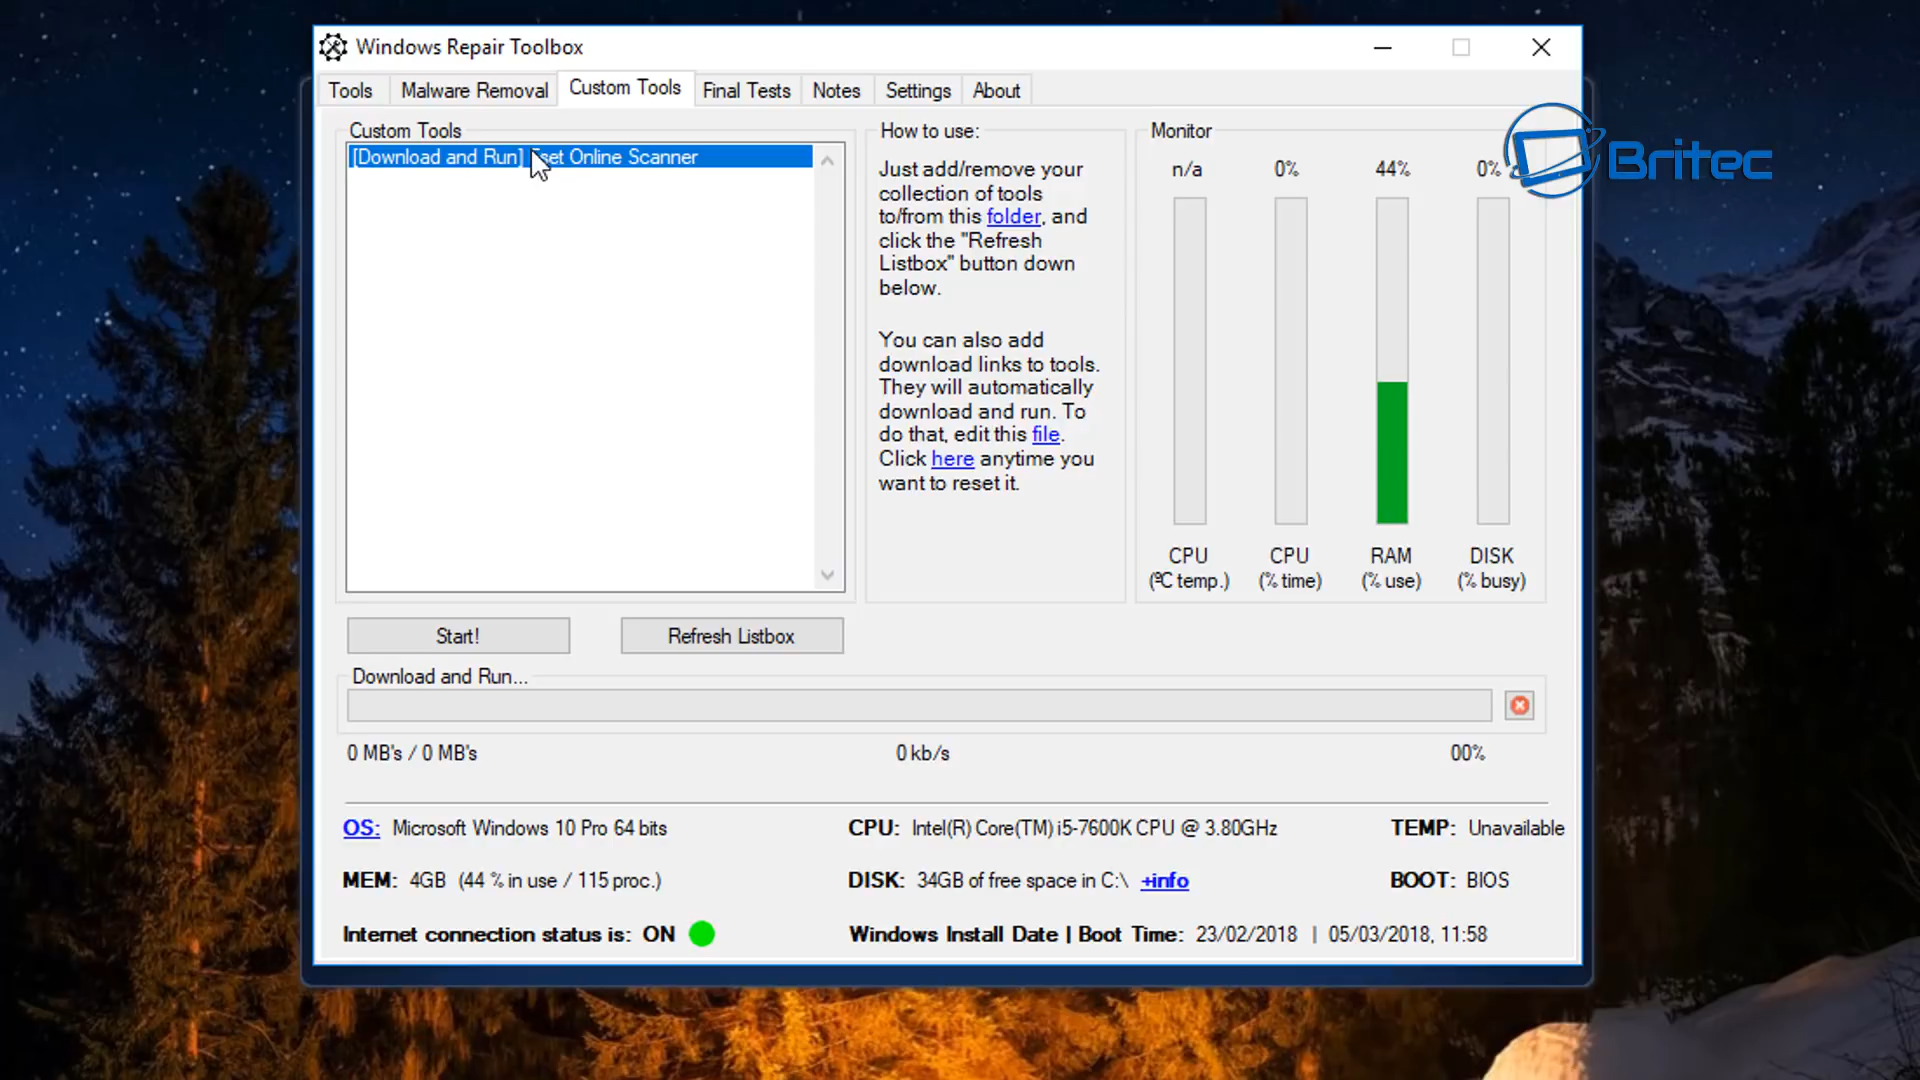 Windows Repair Toolbox
Tools
Malware Removal
Custom Tools
Final Tests
Notes
Settings
About
Custom Tools
[Download and Run] Eset Online Scanner
How to use:
Just add/remove your
collection of tools
to/from this folder, and
click the "Refresh
Listbox" button down
below.
You can also add
download links to tools.
They will automatically
download and run. To
do that, edit this file.
Click here anytime you
want to reset it.
Monitor
n/a 0% 44% 0%
CPU RAM DISK
CPU
(ºC temp.) (% time) (% use) (% busy)
Britec
Start!
Refresh Listbox
Download and Run...
0 MB's / 0 MB's
0 kb/s
00%
OS: Microsoft Windows 10 Pro 64 bits
CPU: Intel(R) Core(TM) i5-7600K CPU @ 3.80GHz
TEMP: Unavailable
MEM: 4GB (44 % in use / 115 proc.)
DISK: 34GB of free space in C:\ +info
BOOT: BIOS
Internet connection status is: ON
Windows Install Date | Boot Time: 23/02/2018 | 05/03/2018, 11:58